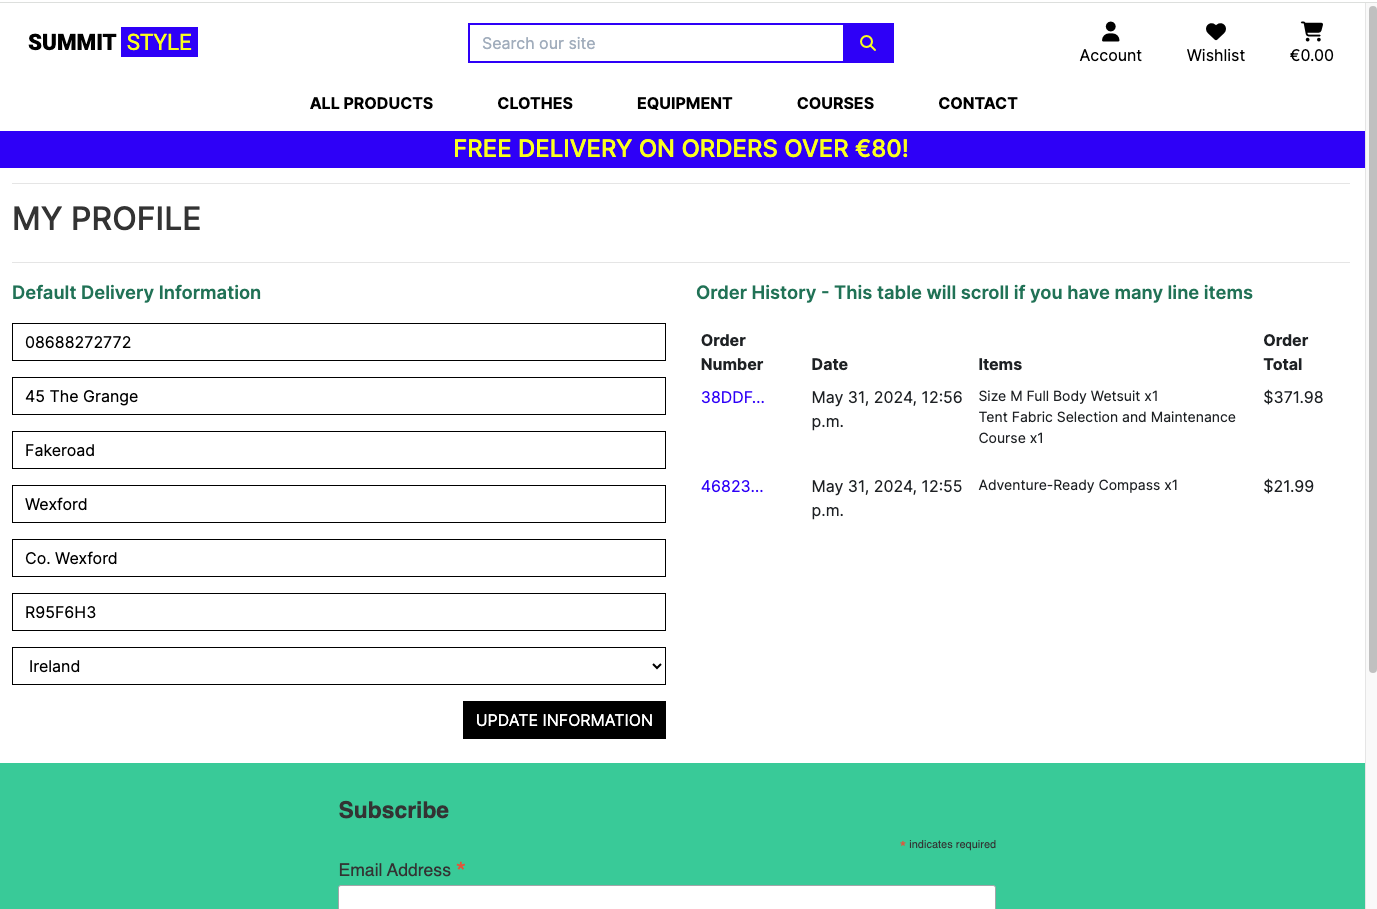 SUMMIT STYLE
Search our site
Account
Wishlist
€0.00
ALL PRODUCTS
CLOTHES
EQUIPMENT
COURSES
CONTACT
FREE DELIVERY ON ORDERS OVER €80!
MY PROFILE
Default Delivery Information
08688272772
45 The Grange
Fakeroad
Wexford
Co. Wexford
R95F6H3
Ireland
UPDATE INFORMATION
Order History - This table will scroll if you have many line items
Order
Number
Date
Items
Order
Total
38DDF...
May 31, 2024, 12:56
p.m.
Size M Full Body Wetsuit x1
Tent Fabric Selection and Maintenance
Course x1
$371.98
46823...
May 31, 2024, 12:55
p.m.
Adventure-Ready Compass x1
$21.99
Subscribe
* indicates required
Email Address *